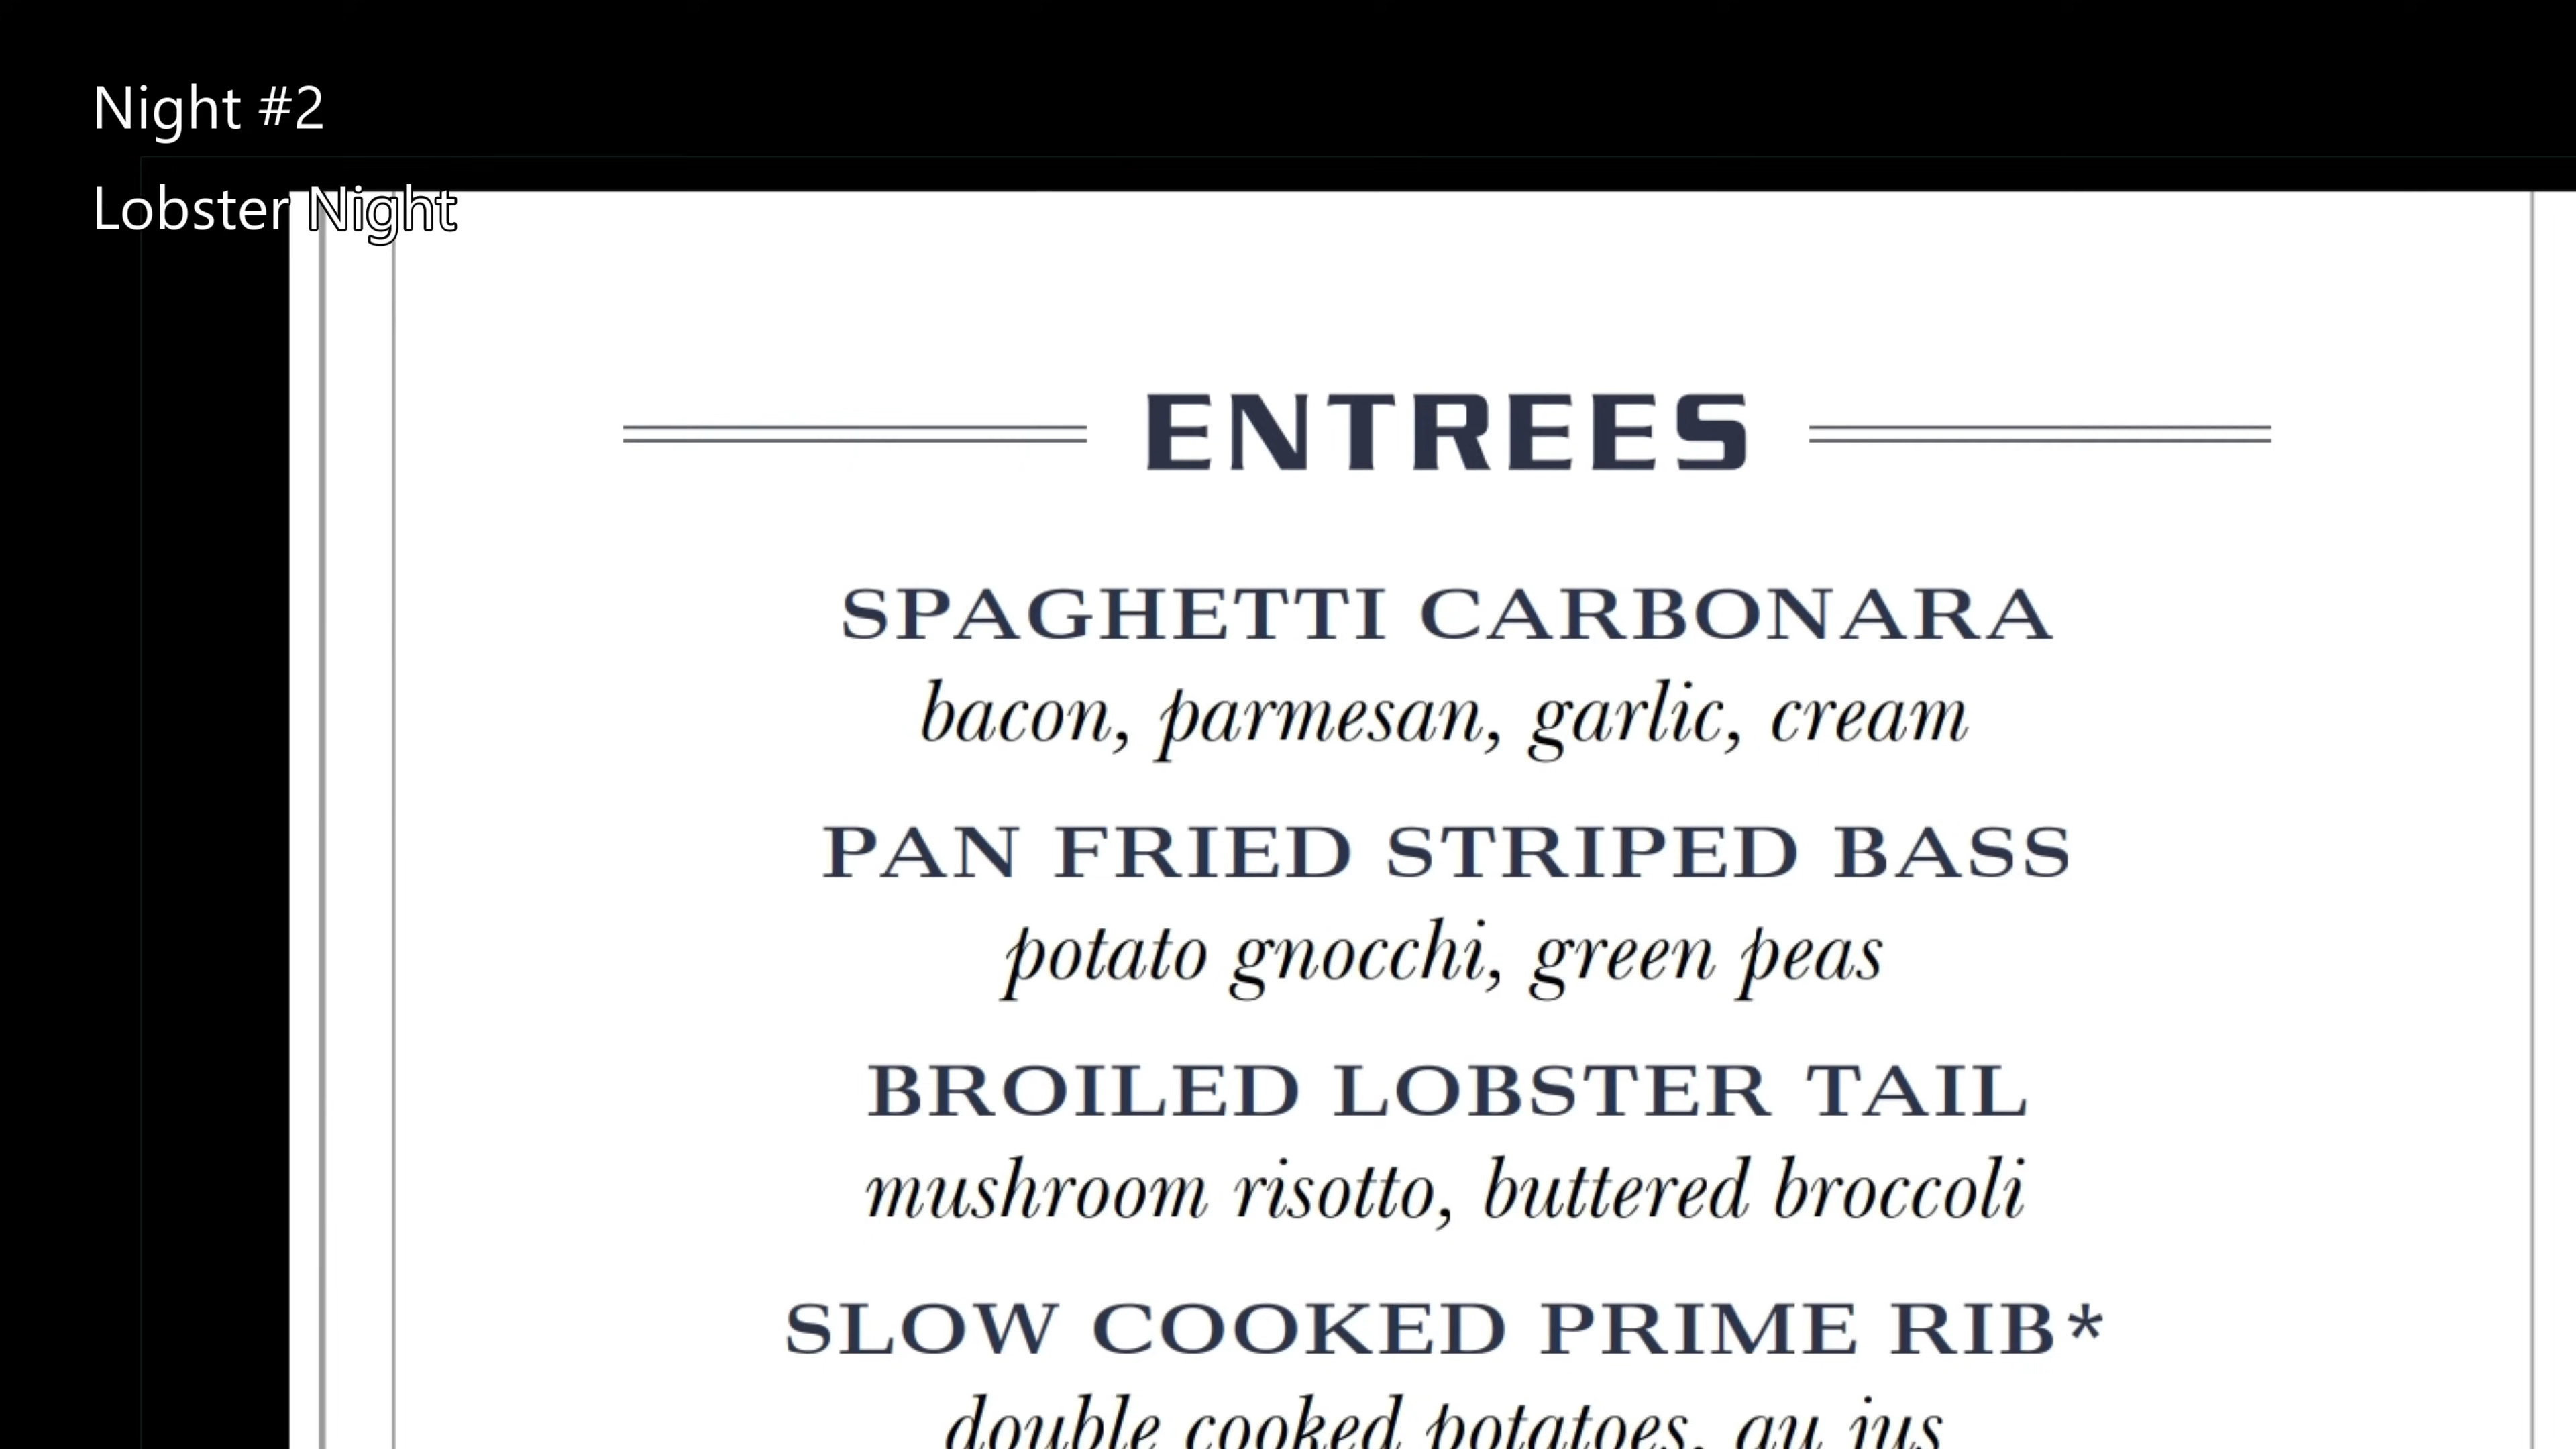 Night #2
Lobster Night
ENTREES
SPAGHETTI CARBONARA
bacon, parmesan, garlic, cream
PAN FRIED STRIPED BASS
potato gnocchi, green peas
BROILED LOBSTER TAIL
mushroom risotto, buttered broccoli
SLOW COOKED PRIME RIB*
double cooked potatoes, au jus